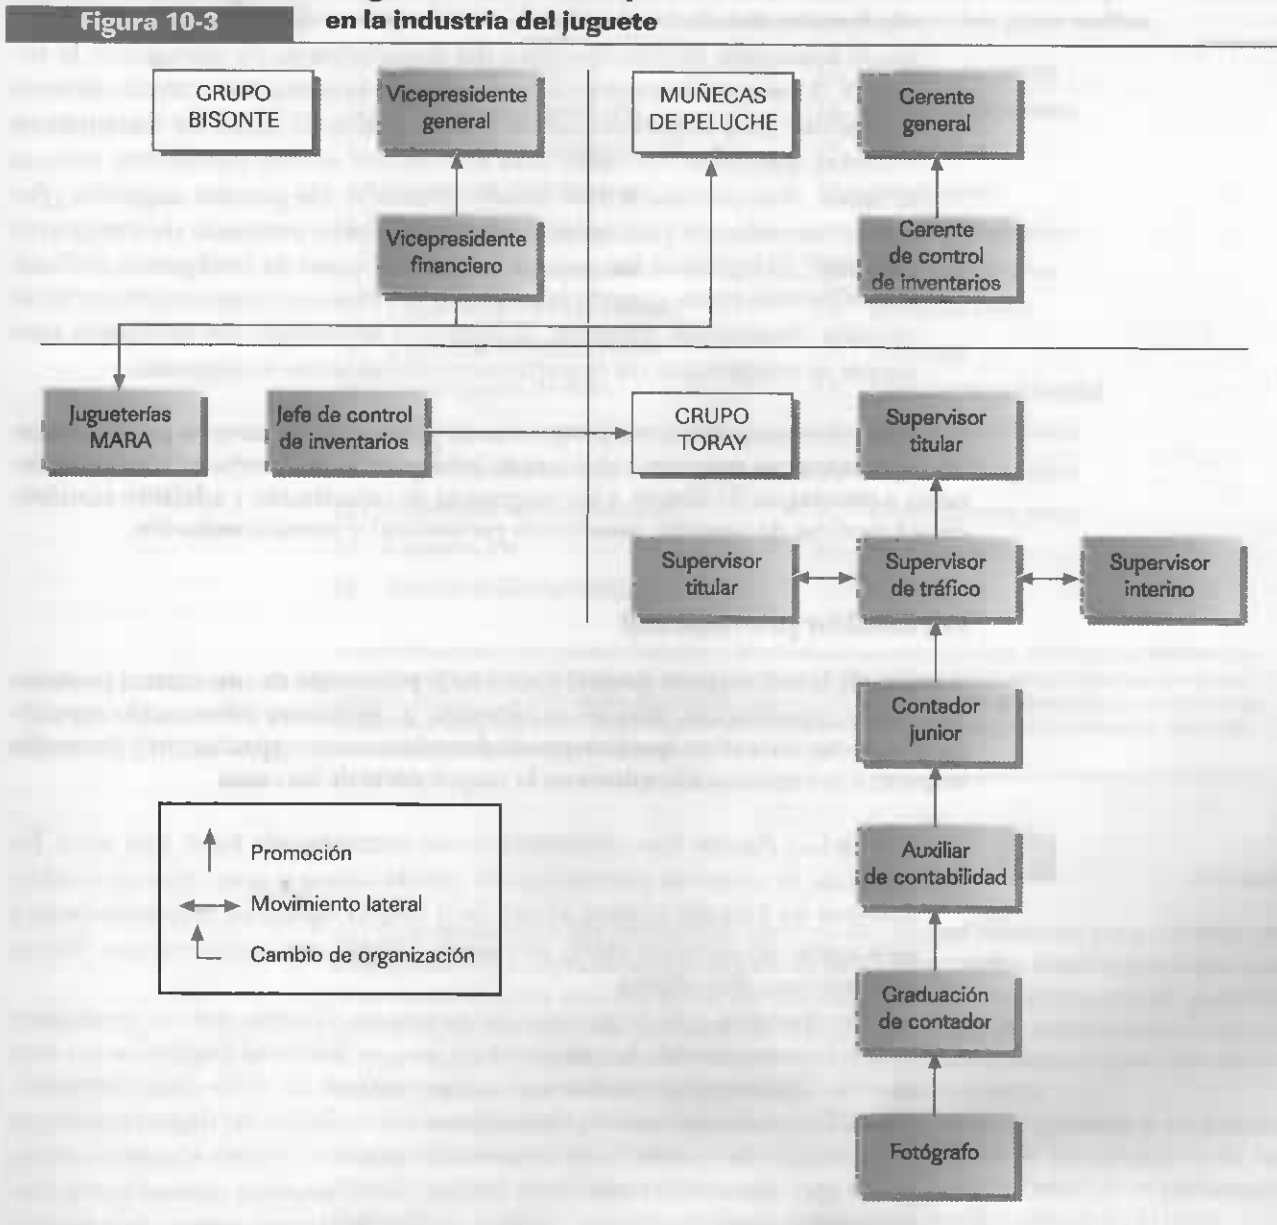 Figura 10-3
en la industria del juguete
GRUPO
BISONTE
Vicepresidente
general
MUÑECAS
DE PELUCHE
Gerente
general
Vicepresidente
financiero
Gerente
de control
de inventarios
Jugueterías
MARA
Jefe de control
de inventarios
GRUPO
TORAY
Supervisor
titular
Supervisor
titular
Supervisor
de tráfico
Supervisor
interino
Contador
junior
Auxiliar
de contabilidad
Graduación
de contador
Fotógrafo
Promoción
Movimiento lateral
Cambio de organización